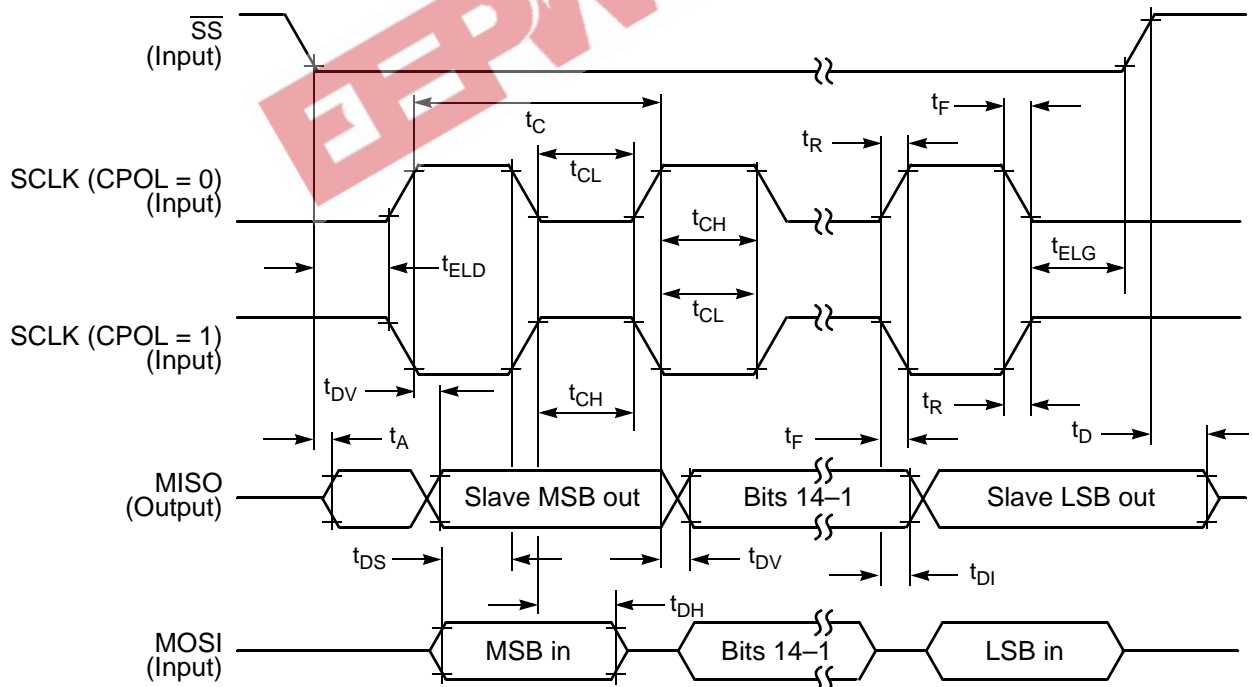 SS
(Input)
tC
tF
tR
SCLK (CPOL = 0)
(Input)
tCL
tCH
tELD
tELG
tCL
SCLK (CPOL = 1)
(Input)
tDV
tCH
tR
tA
tF
tD
MISO
(Output)
Slave MSB out
Bits 14–1
Slave LSB out
tDS
tDV
tDI
tDH
MOSI
(Input)
MSB in
Bits 14–1
LSB in